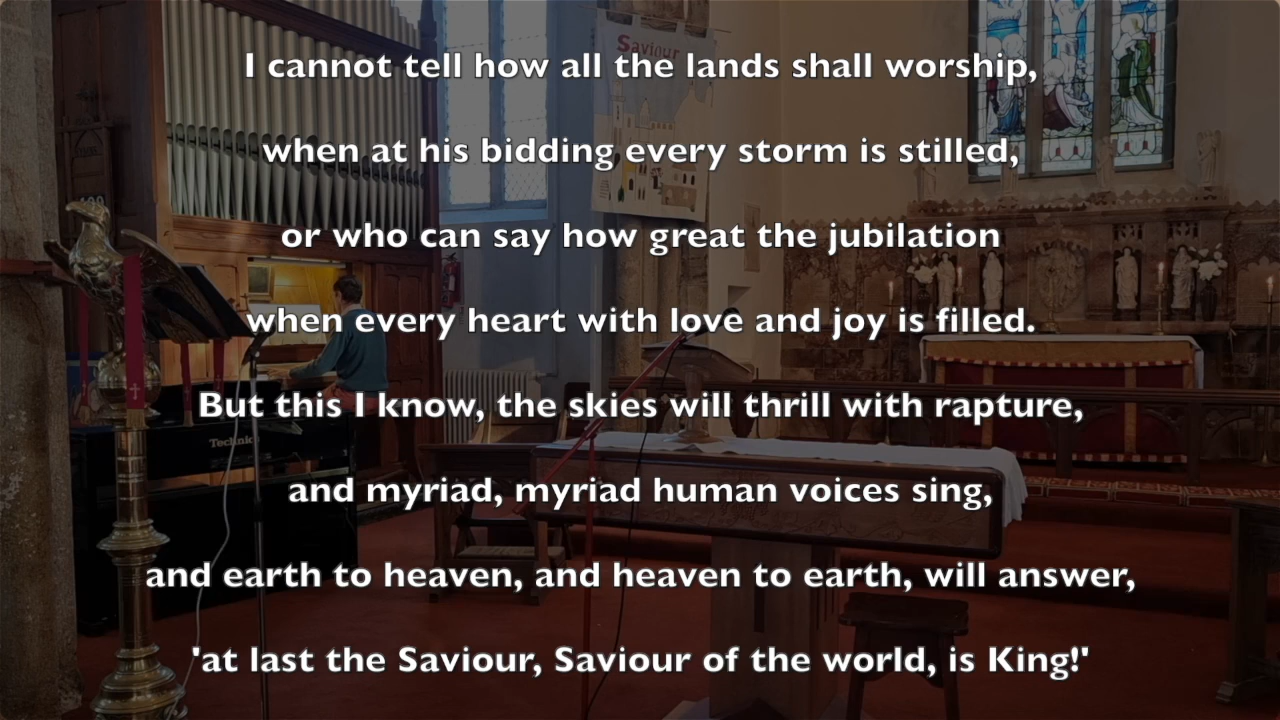 Saviour
I cannot tell how all the lands shall worship,
when at his bidding every storm is stilled,
or who can say how great the jubilation
when every heart with love and joy is filled.
But this I know, the skies will thrill with rapture,
Technics
and myriad, myriad human voices sing,
and earth to heaven, and heaven to earth, will answer,
'at last the Saviour, Saviour of the world, is King!'